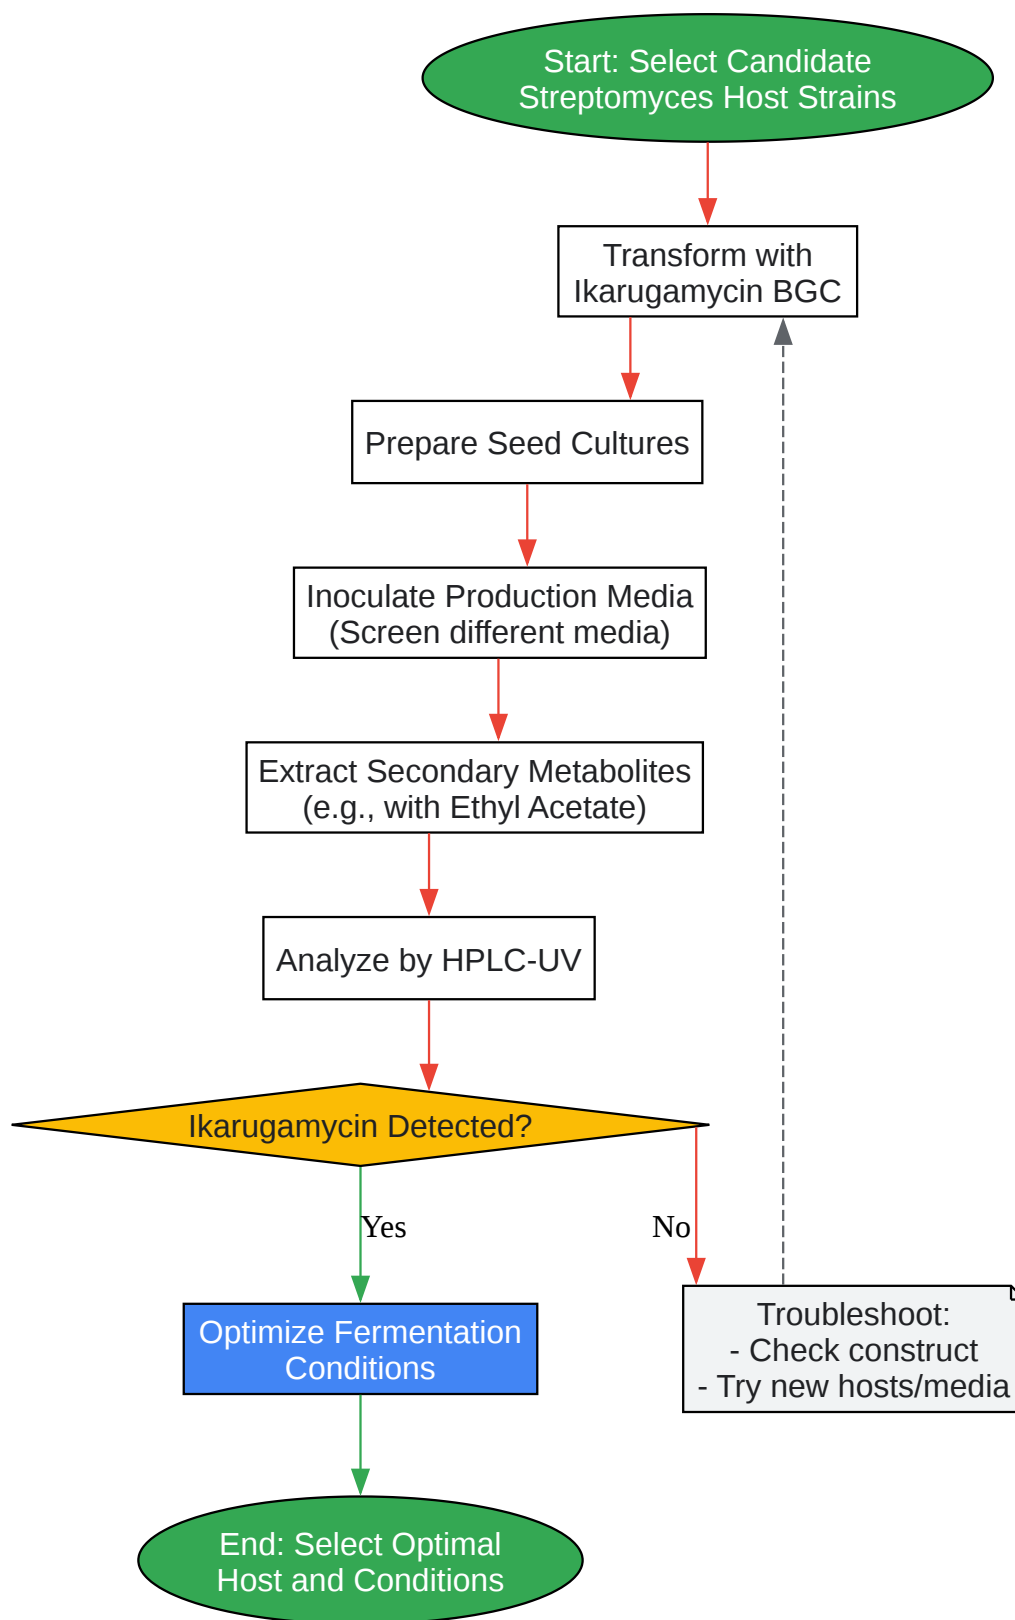 Start: Select Candidate
Streptomyces Host Strains
Transform with
Ikarugamycin BGC
Prepare Seed Cultures
Inoculate Production Media
(Screen different media)
Extract Secondary Metabolites
(e.g., with Ethyl Acetate)
Analyze by HPLC-UV
Ikarugamycin Detected?
Yes
No
Optimize Fermentation
Conditions
Troubleshoot:
- Check construct
- Try new hosts/media
End: Select Optimal
Host and Conditions